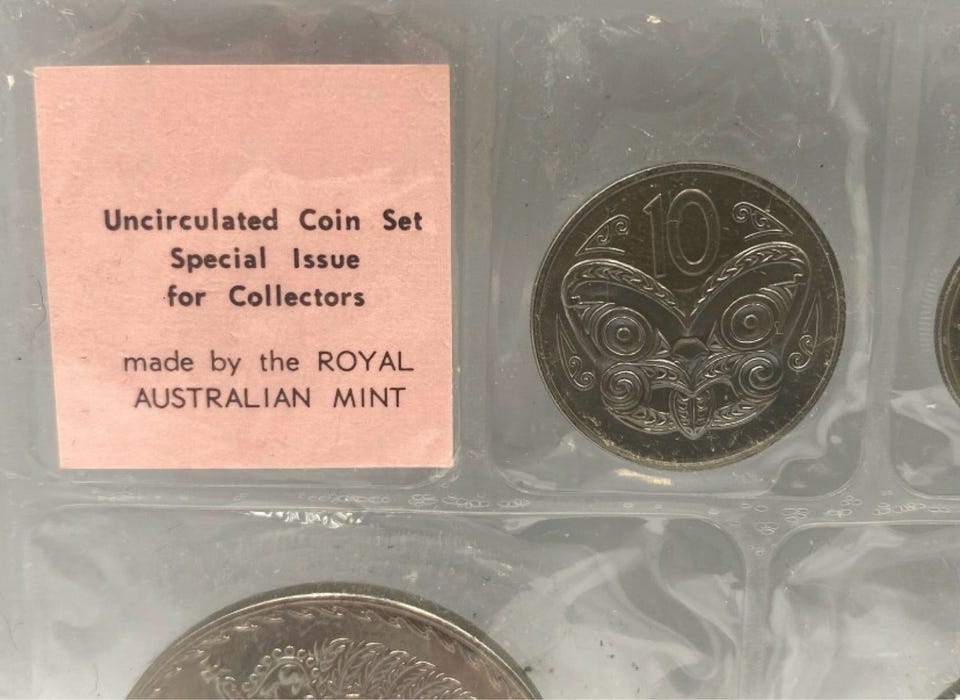 Uncirculated Coin Set
Special Issue
for Collectors
made by the ROYAL
AUSTRALIAN MINT
10